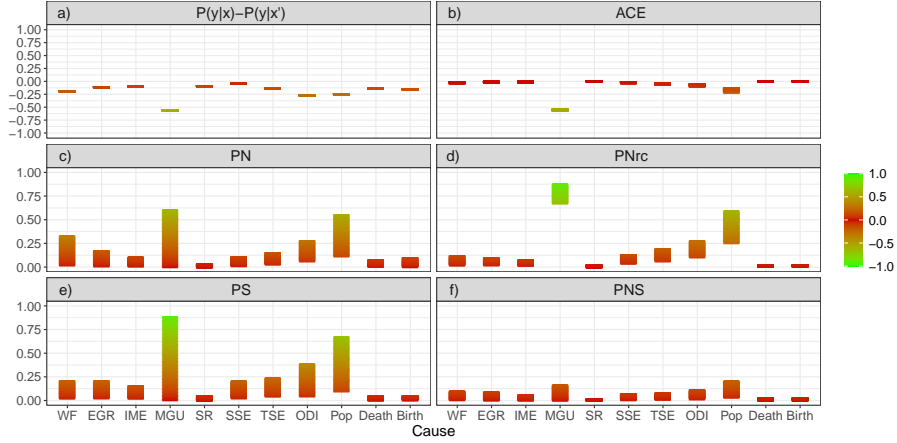 a) P(y|x)−P(y|x')
b) ACE
1.00
0.75
0.50
0.25
0.00
−0.25
−0.50
−0.75
−1.00
c) PN
d) PNrc
1.00
0.75
0.50
0.25
0.00
1.0
0.5
0.0
−0.5
−1.0
e) PS
f) PNS
1.00
0.75
0.50
0.25
0.00
WF EGR IME MGU SR SSE TSE ODI Pop Death Birth
WF EGR IME MGU SR SSE TSE ODI Pop Death Birth
Cause